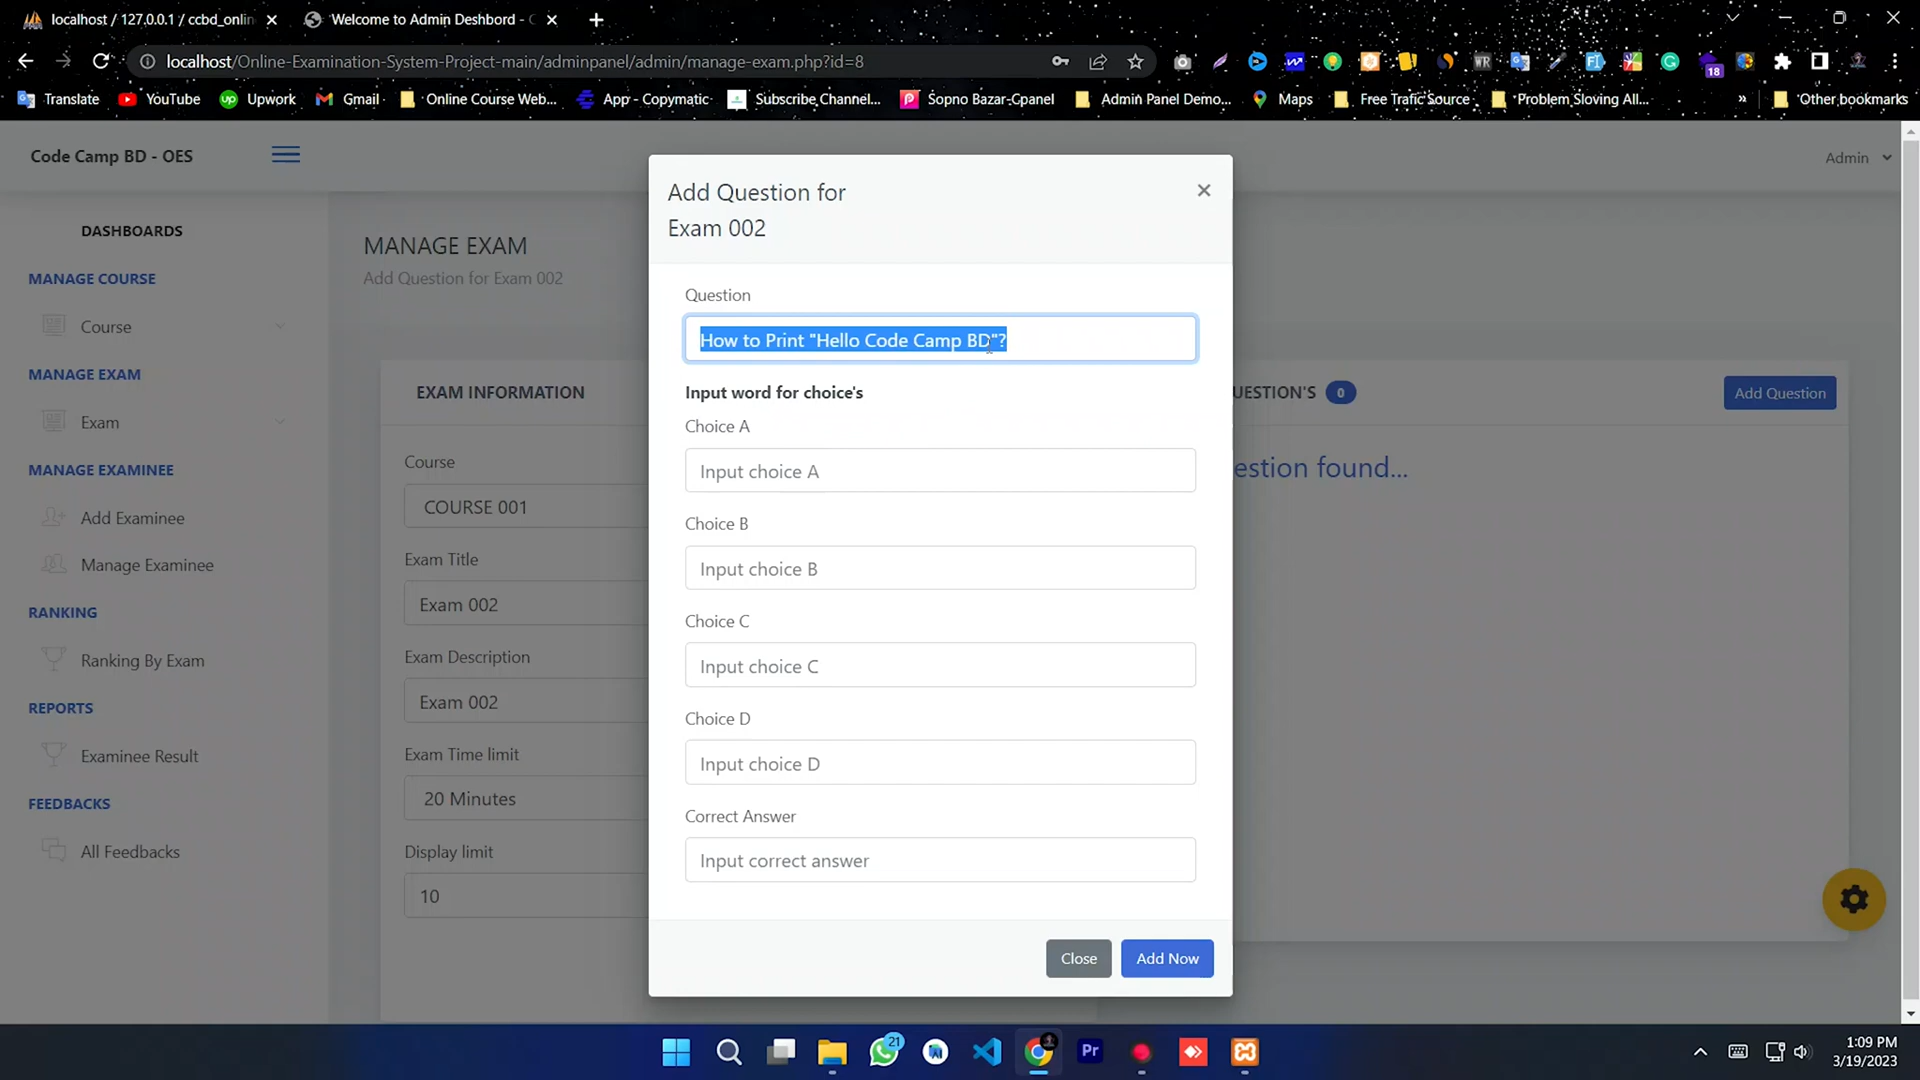 localhost / 127.0.0.1 / ccbd_onlin
Welcome to Admin Deshbord -
localhost/Online-Examination-System-Project-main/adminpanel/admin/manage-exam.php?id=8
18
Translate
YouTube
Upwork
Gmail
Online Course Web...
App - Copymatic
Subscribe Channel...
Sopno Bazar-Cpanel
Admin Panel Demo...
Maps
Free Trafic Source
Problem Sloving All...
»
Other bookmarks
Code Camp BD - OES
Admin
DASHBOARDS
MANAGE COURSE
Course
MANAGE EXAM
Exam
MANAGE EXAMINEE
Add Examinee
Manage Examinee
RANKING
Ranking By Exam
REPORTS
Examinee Result
FEEDBACKS
All Feedbacks
MANAGE EXAM
Add Question for Exam 002
EXAM INFORMATION
Course
COURSE 001
Exam Title
Exam 002
Exam Description
Exam 002
Exam Time limit
20 Minutes
Display limit
10
Add Question for
Exam 002
×
Question
How to Print "Hello Code Camp BD"?
Input word for choice's
Choice A
Input choice A
Choice B
Input choice B
Choice C
Input choice C
Choice D
Input choice D
Correct Answer
Input correct answer
Close
Add Now
UESTION'S 0
Add Question
estion found...
21
Pr
1:09 PM
3/19/2023